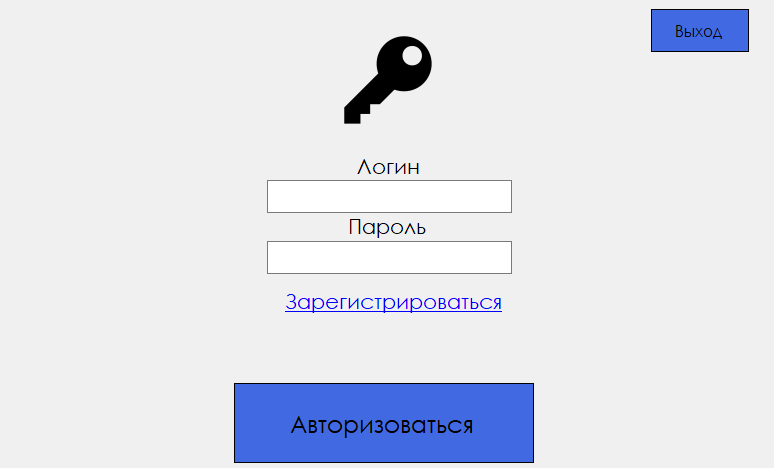 Выход
Логин
Пароль
Зарегистрироваться
Авторизоваться